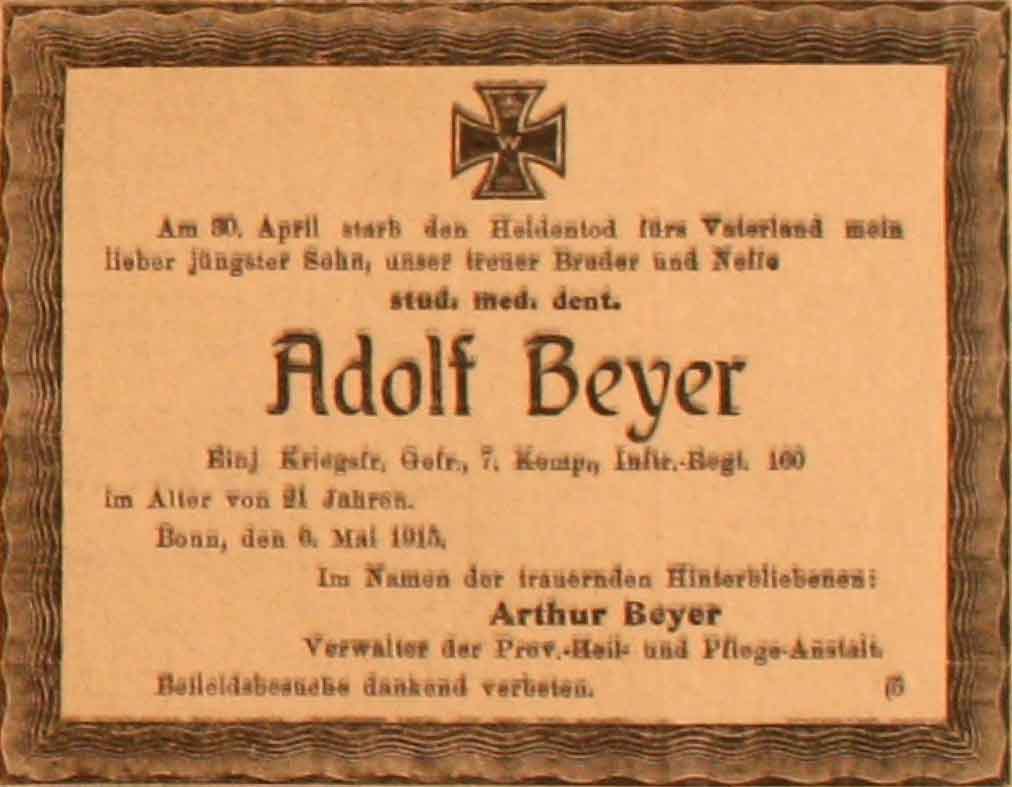 W
Am 30. April starb den Heldentod fürs Vaterland mein
lieber jüngster Sohn, unser treuer Bruder und Neffe
stud. med. dent.
Adolf Beyer
Einj Kriegsfr. Gefr., 7. Komp., Inftr.-Regt. 160
im Alter von 21 Jahren.
Bonn, den 6. Mai 1915.
Im Namen der trauernden Hinterbliebenen:
Arthur Beyer
Verwalter der Prov.-Heil- und Pflege-Anstalt.
Beileidsbesuche dankend verbeten. (5